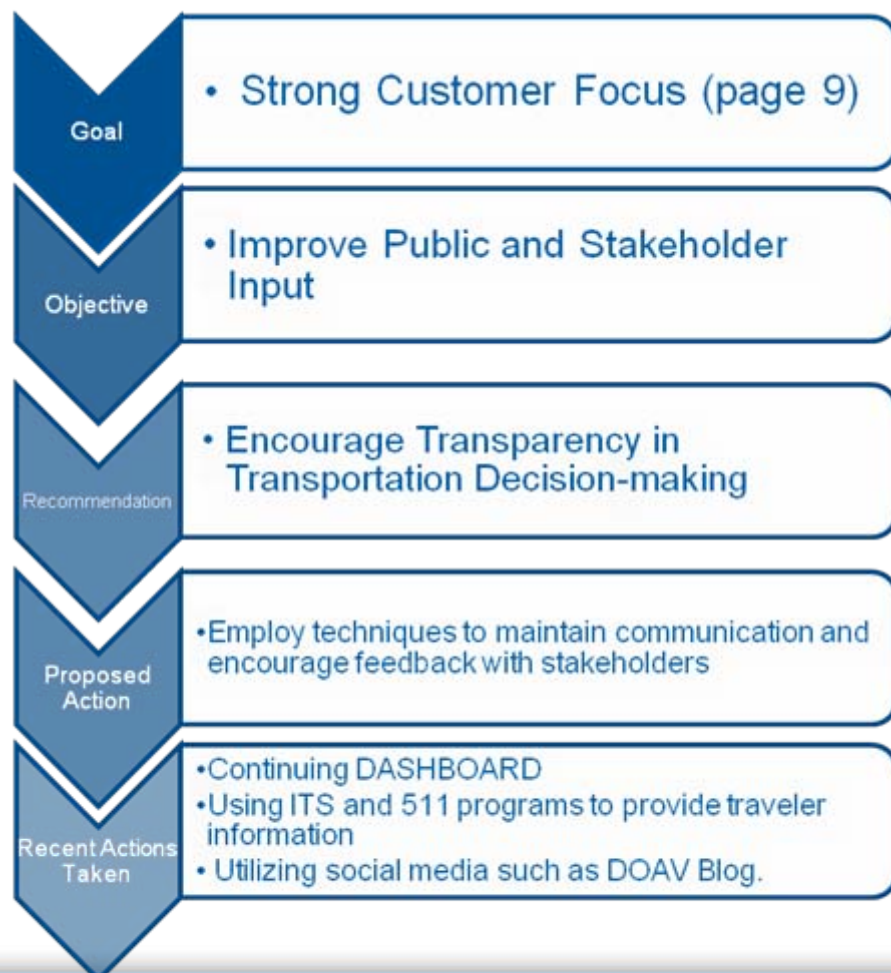 Goal
• Strong Customer Focus (page 9)
Objective
• Improve Public and Stakeholder
Input
Recommendation
• Encourage Transparency in
Transportation Decision-making
Proposed
Action
•Employ techniques to maintain communication and
encourage feedback with stakeholders
Recent Actions
Taken
•Continuing DASHBOARD
•Using ITS and 511 programs to provide traveler
information
• Utilizing social media such as DOAV Blog.